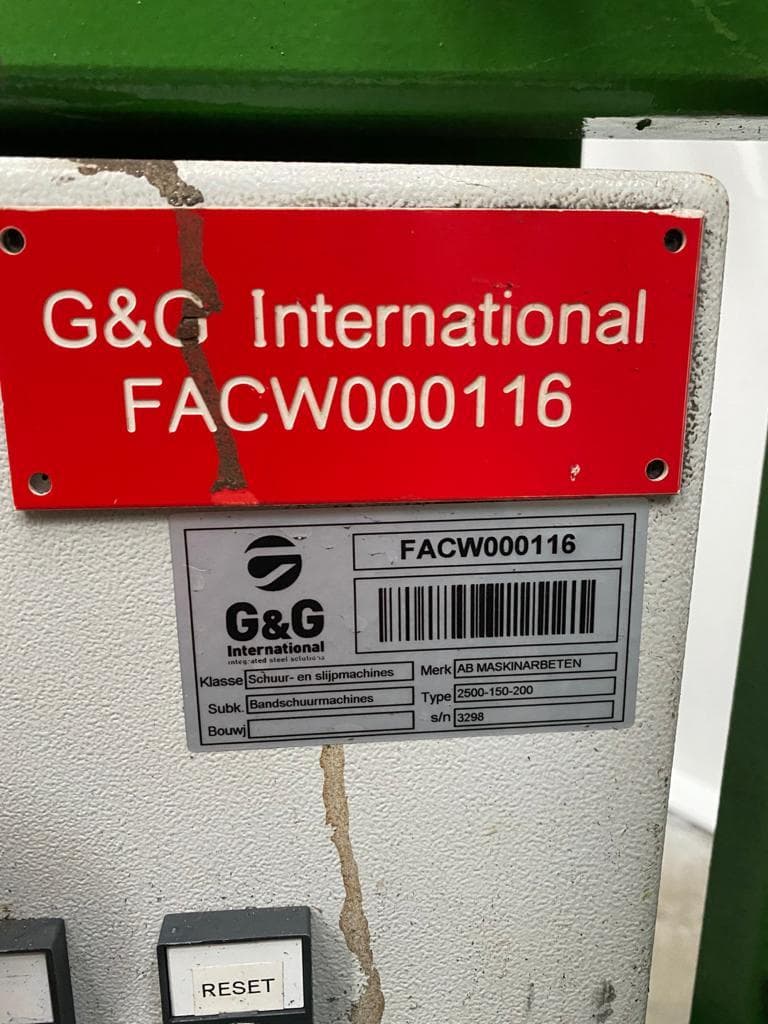 G&G International
FACW000116
G&G
International
integrated steel solutions
FACW000116
Klasse Schuur- en slijpmachines
Subk. Bandschuurmachines
Bouwj
Merk AB MASKINARBETEN
Type 2500-150-200
s/n 3298
RESET